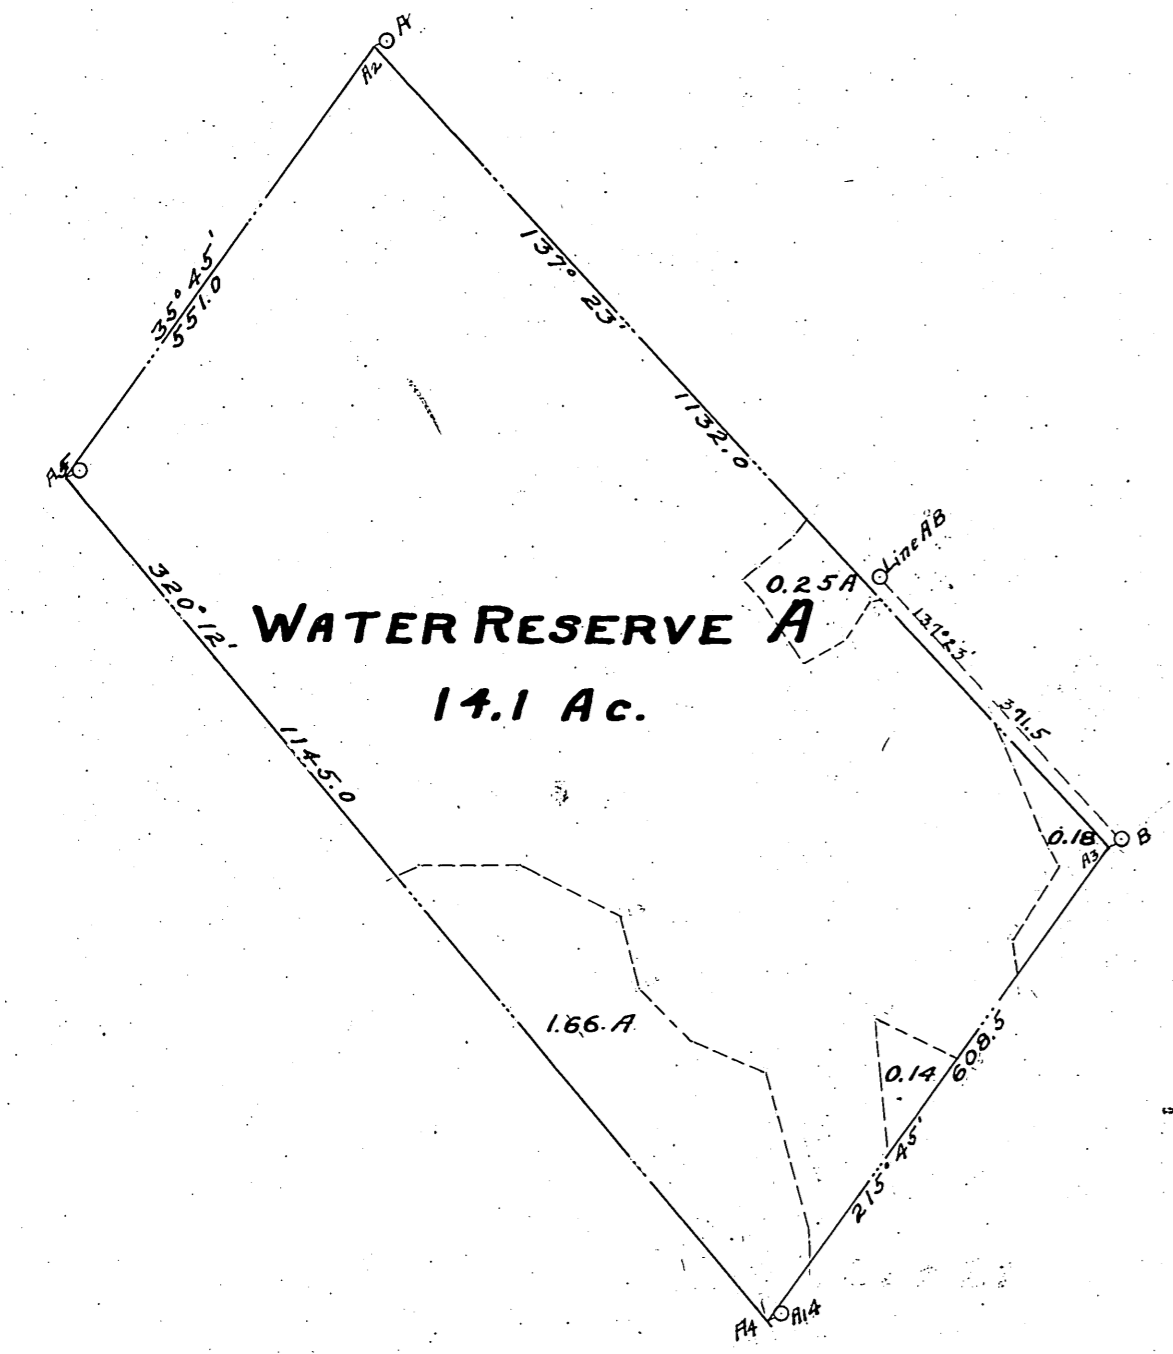 A
A2
35° 45'
551.0
137° 23'
1132.0
Line AB
0.25A
137°23'
371.5
320° 12'
WATER RESERVE A
14.1 Ac.
1145.0
0.18
B
A3
1.66.A
0.14
608.5
215° 45'
A4
A14